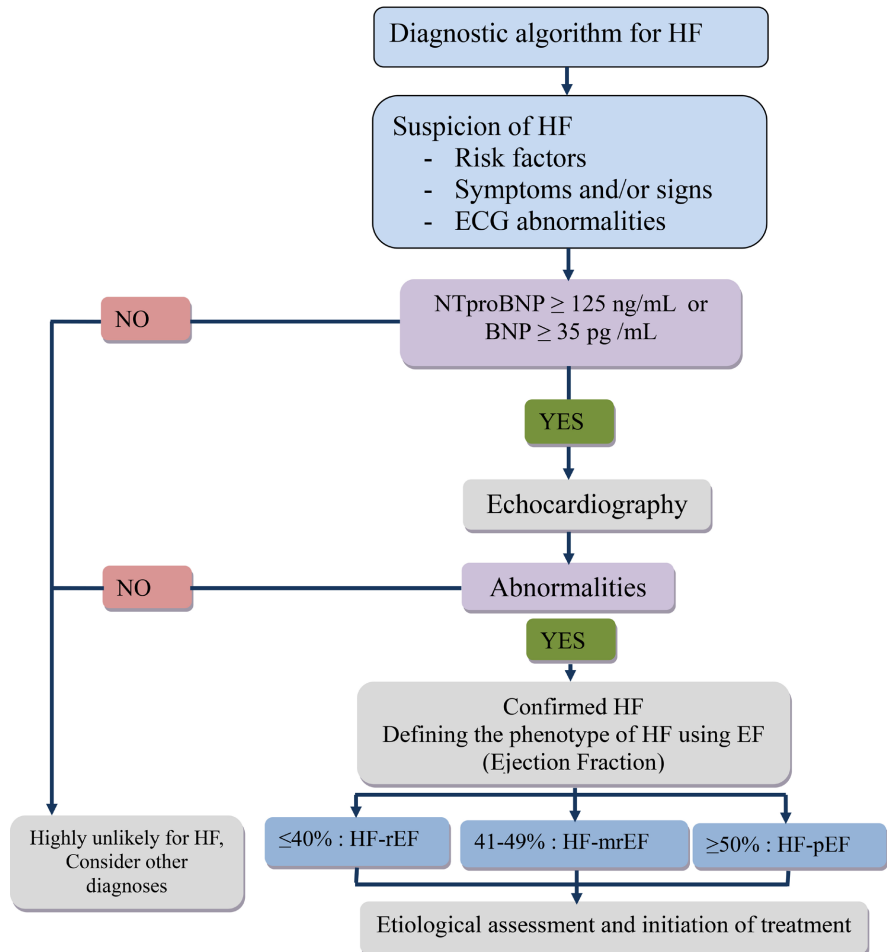 Diagnostic algorithm for HF
Suspicion of HF
- Risk factors
- Symptoms and/or signs
- ECG abnormalities
NTproBNP ≥ 125 ng/mL or
BNP ≥ 35 pg /mL
NO
YES
Echocardiography
Abnormalities
NO
YES
Confirmed HF
Defining the phenotype of HF using EF
(Ejection Fraction)
Highly unlikely for HF,
Consider other
diagnoses
≤40% : HF-rEF
41-49% : HF-mrEF
≥50% : HF-pEF
Etiological assessment and initiation of treatment